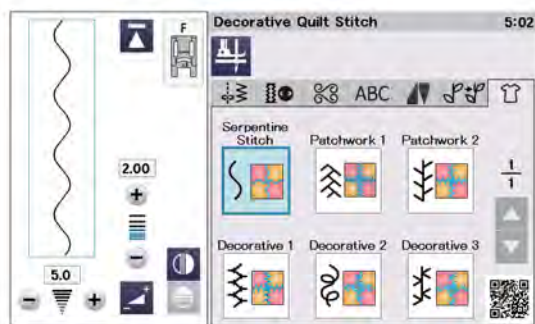 F
2.00
5.0
Decorative Quilt Stitch 5:02
ABC
Serpentine
Stitch
Patchwork 1
Patchwork 2
1
1
Decorative 1
Decorative 2
Decorative 3